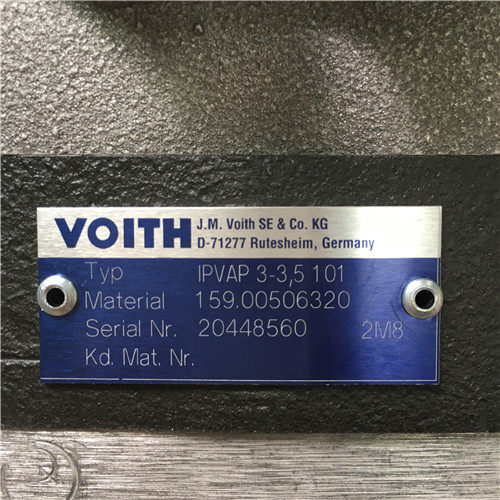 VOITH
J.M. Voith SE & Co. KG
D-71277 Rutesheim, Germany
Typ IPVAP 3-3,5 101
Material 159.00506320
Serial Nr. 20448560 2M8
Kd. Mat. Nr.